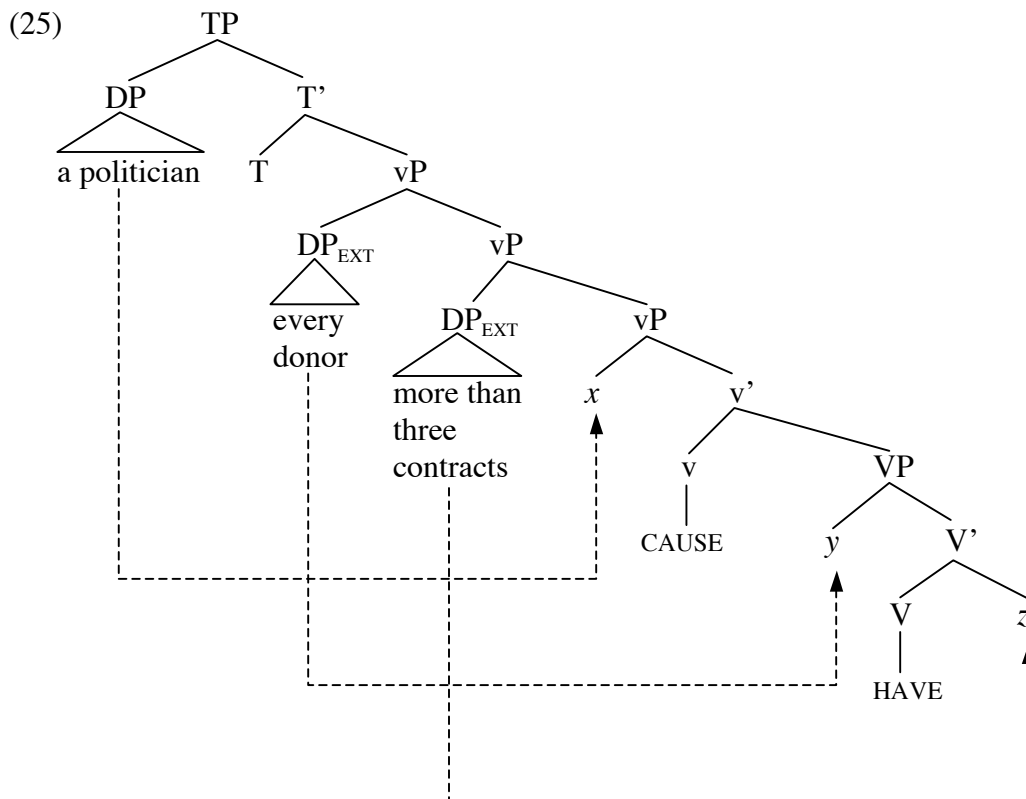 (25) TP
DP T’
a politician T vP
DP_EXT vP
every
donor
DP_EXT vP
more than
three
contracts
x v’
v VP
CAUSE y V’
V z
HAVE